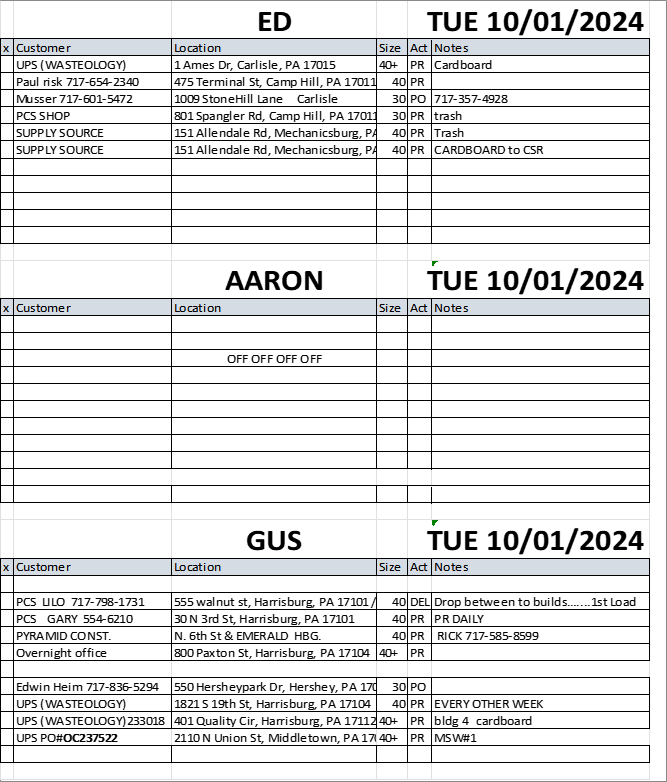 ED TUE 10/01/2024
x Customer Location Size Act Notes
UPS (WASTEOLOGY) 1 Ames Dr, Carlisle, PA 17015 40+ PR Cardboard
Paul risk 717-654-2340 475 Terminal St, Camp Hill, PA 17011 40 PR
Musser 717-601-5472 1009 StoneHill Lane Carlisle 30 PO 717-357-4928
PCS SHOP 801 Spangler Rd, Camp Hill, PA 17011 30 PR trash
SUPPLY SOURCE 151 Allendale Rd, Mechanicsburg, PA 40 PR Trash
SUPPLY SOURCE 151 Allendale Rd, Mechanicsburg, PA 40 PR CARDBOARD to CSR
AARON TUE 10/01/2024
x Customer Location Size Act Notes
OFF OFF OFF OFF
GUS TUE 10/01/2024
x Customer Location Size Act Notes
PCS LILO 717-798-1731 555 walnut st, Harrisburg, PA 17101 / 40 DEL Drop between to builds.......1st Load
PCS GARY 554-6210 30 N 3rd St, Harrisburg, PA 17101 40 PR PR DAILY
PYRAMID CONST. N. 6th St & EMERALD HBG. 40 PR RICK 717-585-8599
Overnight office 800 Paxton St, Harrisburg, PA 17104 40+ PR
Edwin Heim 717-836-5294 550 Hersheypark Dr, Hershey, PA 170 30 PO
UPS (WASTEOLOGY) 1821 S 19th St, Harrisburg, PA 17104 40 PR EVERY OTHER WEEK
UPS (WASTEOLOGY)233018 401 Quality Cir, Harrisburg, PA 17112 40+ PR bldg 4 cardboard
UPS PO#OC237522 2110 N Union St, Middletown, PA 170 40+ PR MSW#1